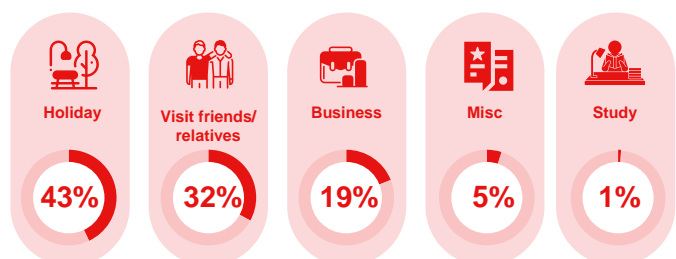 Holiday
43%
Visit friends/
relatives
32%
Business
19%
Misc
5%
Study
1%